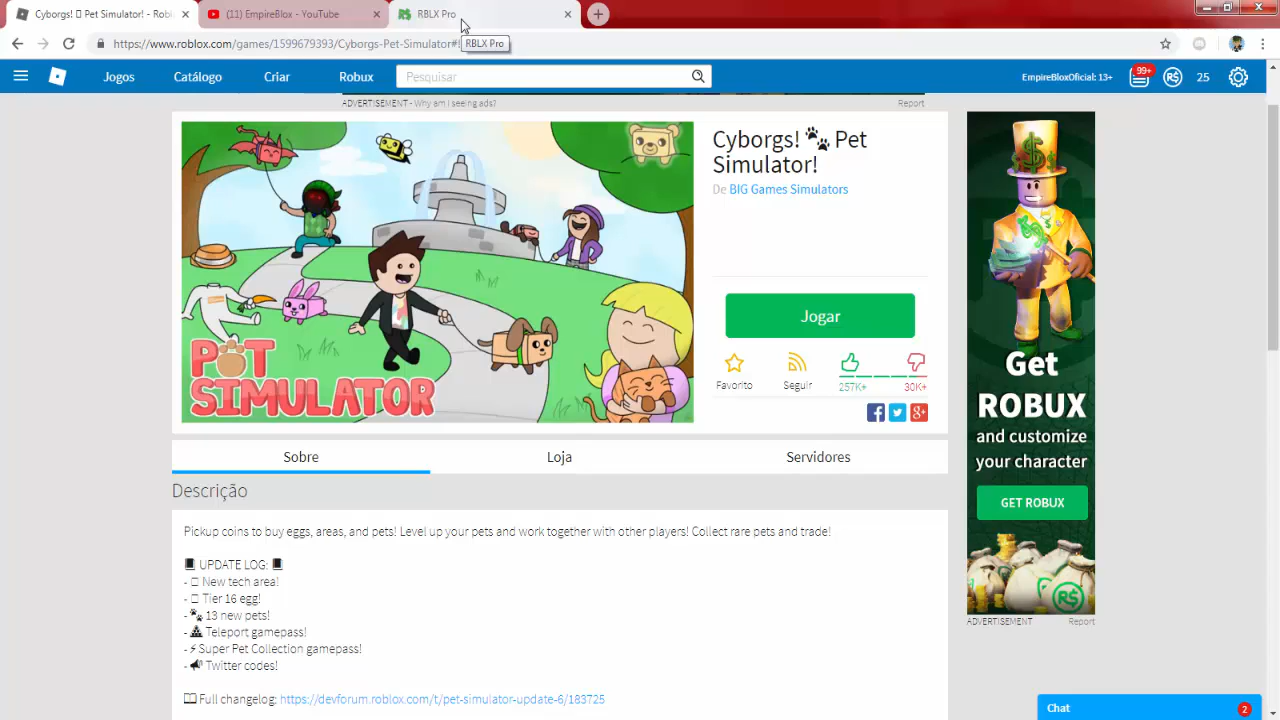 Cyborgs! Pet Simulator! - Rob
(11) EmpireBlox - YouTube
RBLX Pro
https://www.roblox.com/games/1599679393/Cyborgs-Pet-Simulator#!
RBLX Pro
Jogos
Catálogo
Criar
Robux
Pesquisar
EmpireBloxOficial: 13+
99+
R$
25
ADVERTISEMENT - Why am I seeing ads?
Report
PET
SIMULATOR
Cyborgs! 🐾 Pet
Simulator!
De BIG Games Simulators
Jogar
Favorito
Seguir
257K+
30K+
Sobre
Loja
Servidores
Descrição
Pickup coins to buy eggs, areas, and pets! Level up your pets and work together with other players! Collect rare pets and trade!
UPDATE LOG:
- New tech area!
- Tier 16 egg!
- 🐾 13 new pets!
- Teleport gamepass!
- ⚡Super Pet Collection gamepass!
- Twitter codes!
Full changelog: https://devforum.roblox.com/t/pet-simulator-update-6/183725
Get
ROBUX
and customize
your character
GET ROBUX
R$
ADVERTISEMENT
Report
Chat
2